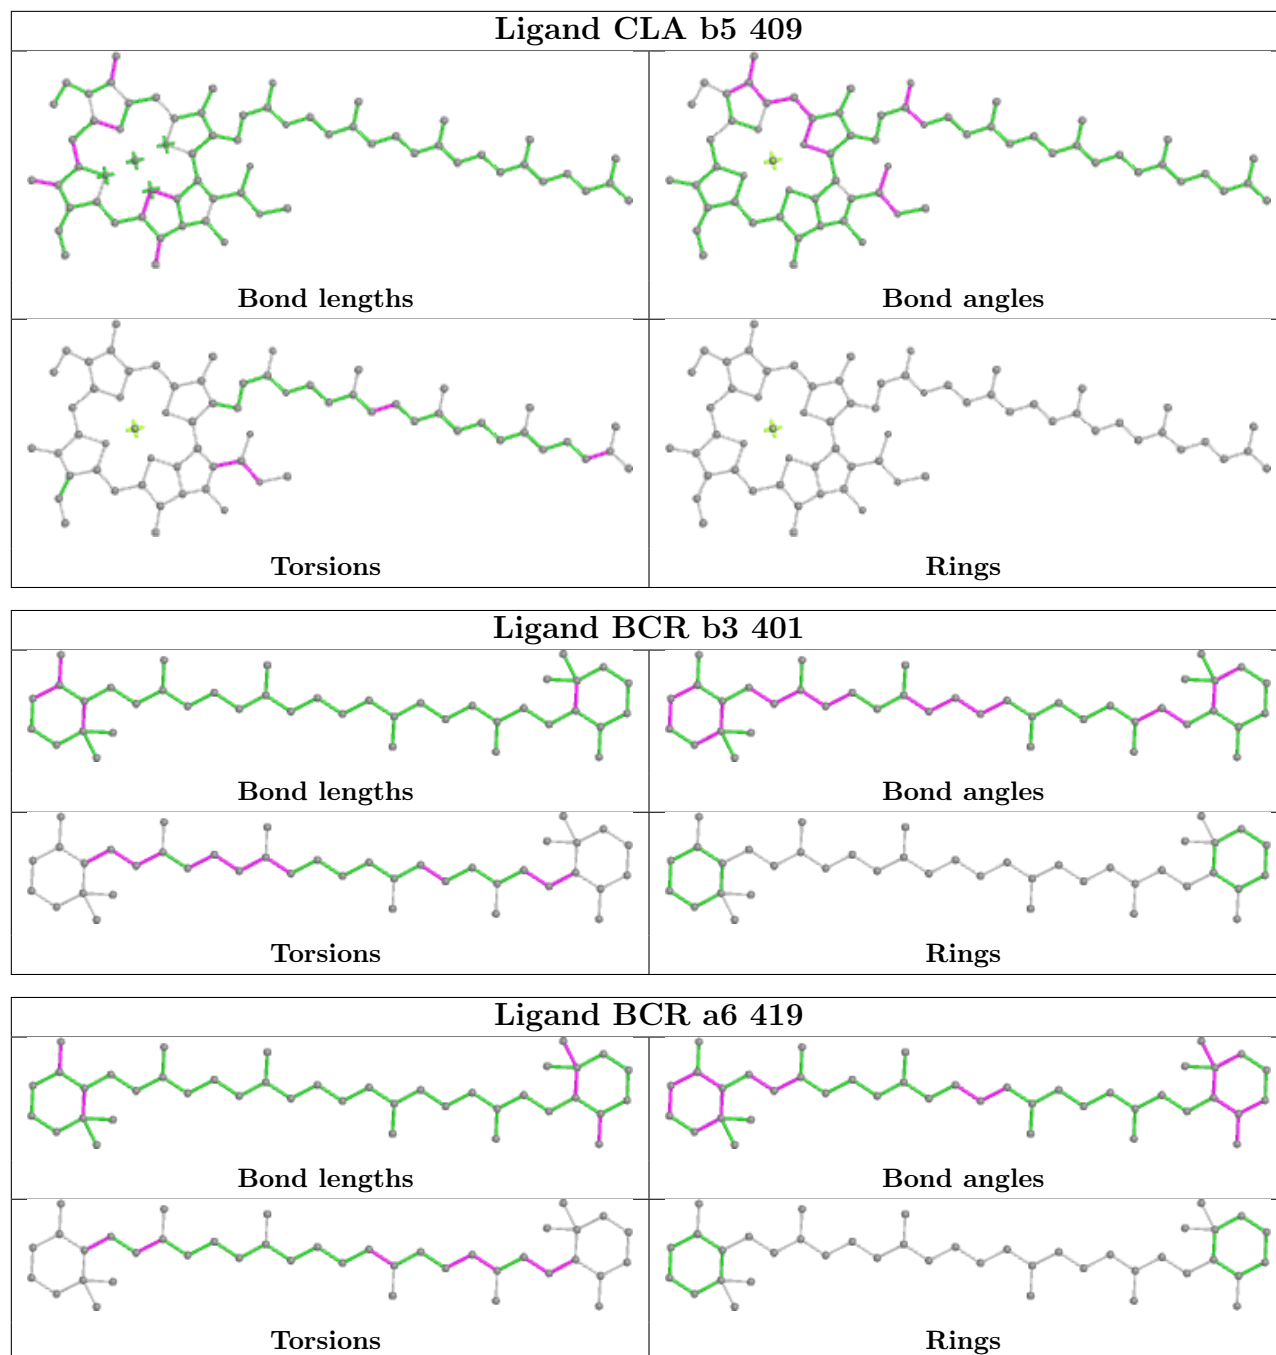 Ligand CLA b5 409
Bond lengths
Bond angles
Torsions
Rings
Ligand BCR b3 401
Bond lengths
Bond angles
Torsions
Rings
Ligand BCR a6 419
Bond lengths
Bond angles
Torsions
Rings